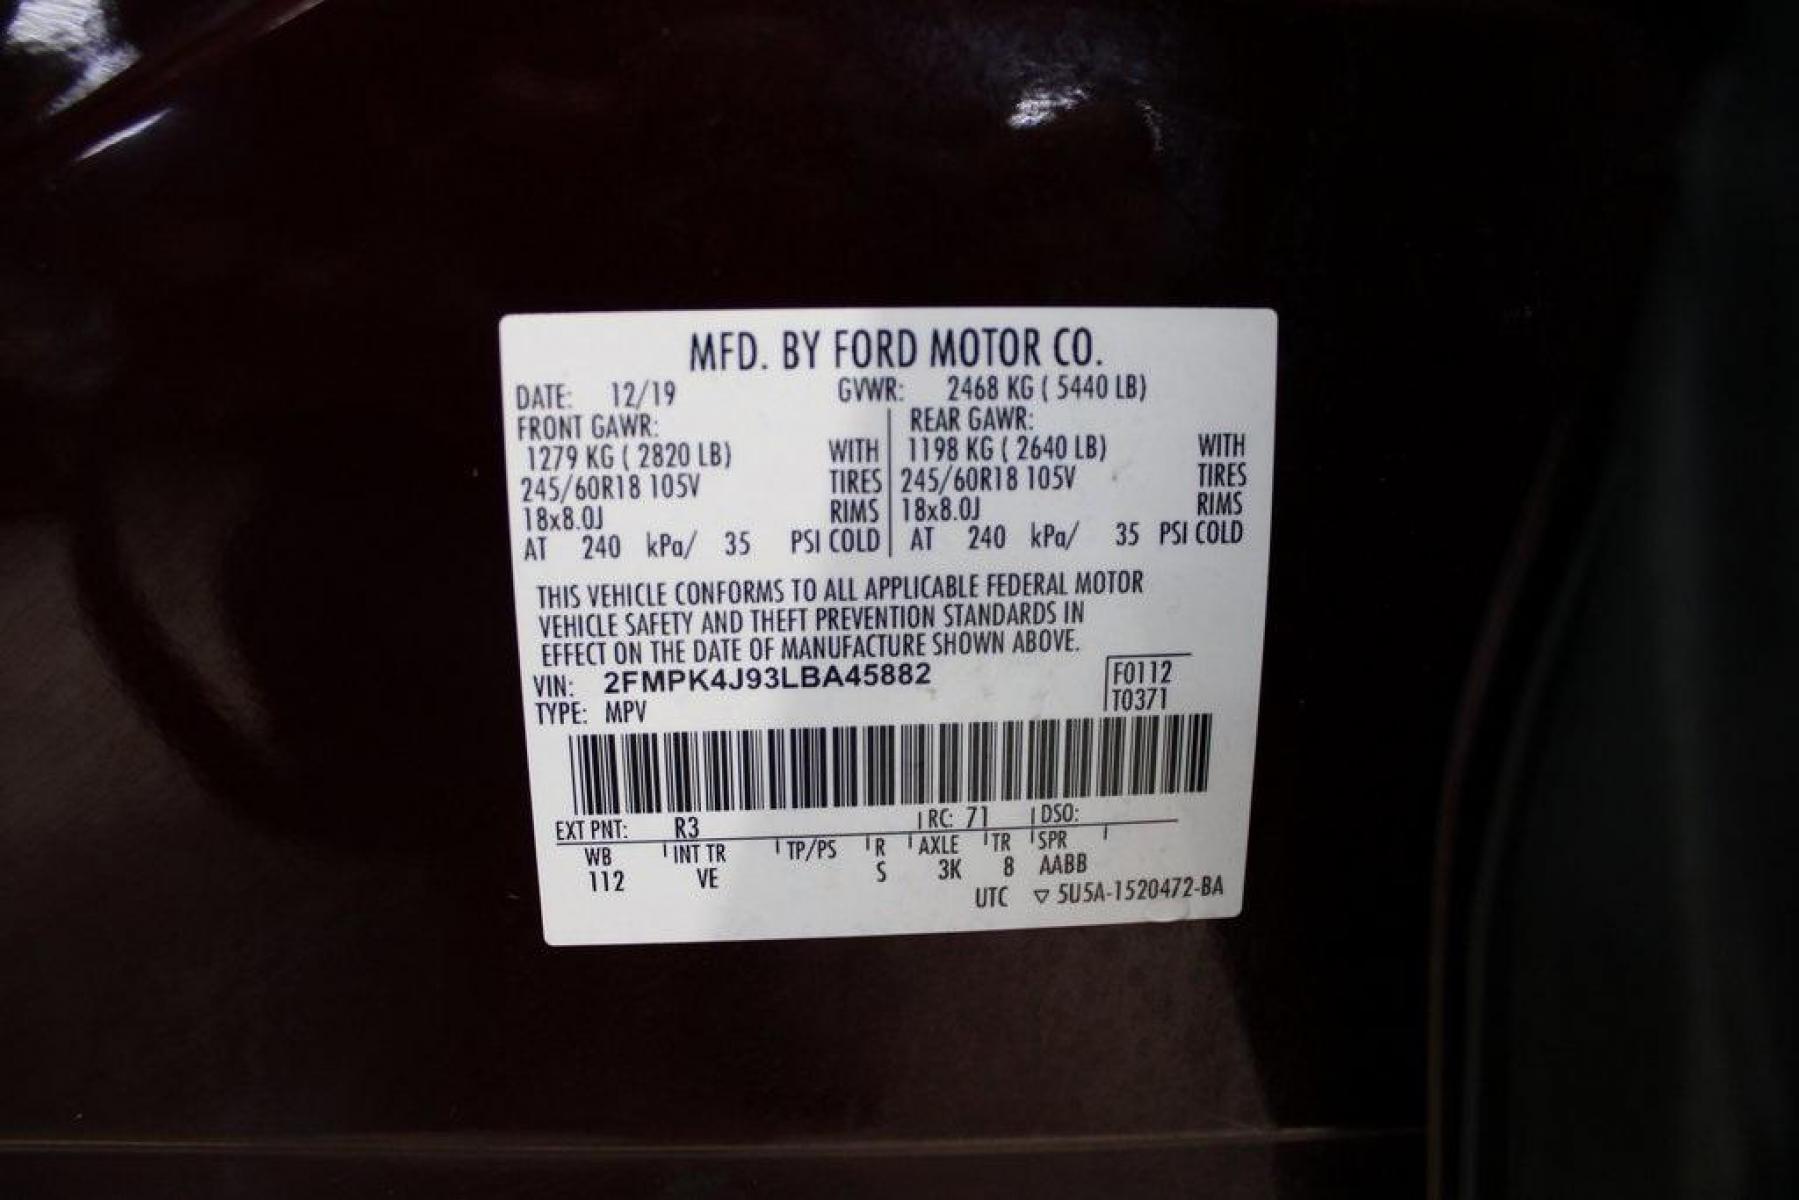 MFD. BY FORD MOTOR CO.
DATE: 12/19 GVWR: 2468 KG ( 5440 LB)
FRONT GAWR: REAR GAWR:
1279 KG ( 2820 LB) WITH 1198 KG ( 2640 LB) WITH
245/60R18 105V TIRES 245/60R18 105V TIRES
18x8.0J RIMS 18x8.0J RIMS
AT 240 kPa/ 35 PSI COLD AT 240 kPa/ 35 PSI COLD
THIS VEHICLE CONFORMS TO ALL APPLICABLE FEDERAL MOTOR
VEHICLE SAFETY AND THEFT PREVENTION STANDARDS IN
EFFECT ON THE DATE OF MANUFACTURE SHOWN ABOVE.
VIN: 2FMPK4J93LBA45882 F0112
TYPE: MPV T0371
EXT PNT: R3 RC: 71 DSO:
WB INT TR TP/PS R AXLE TR SPR
112 VE S 3K 8 AABB
UTC ▽ 5U5A-1520472-BA